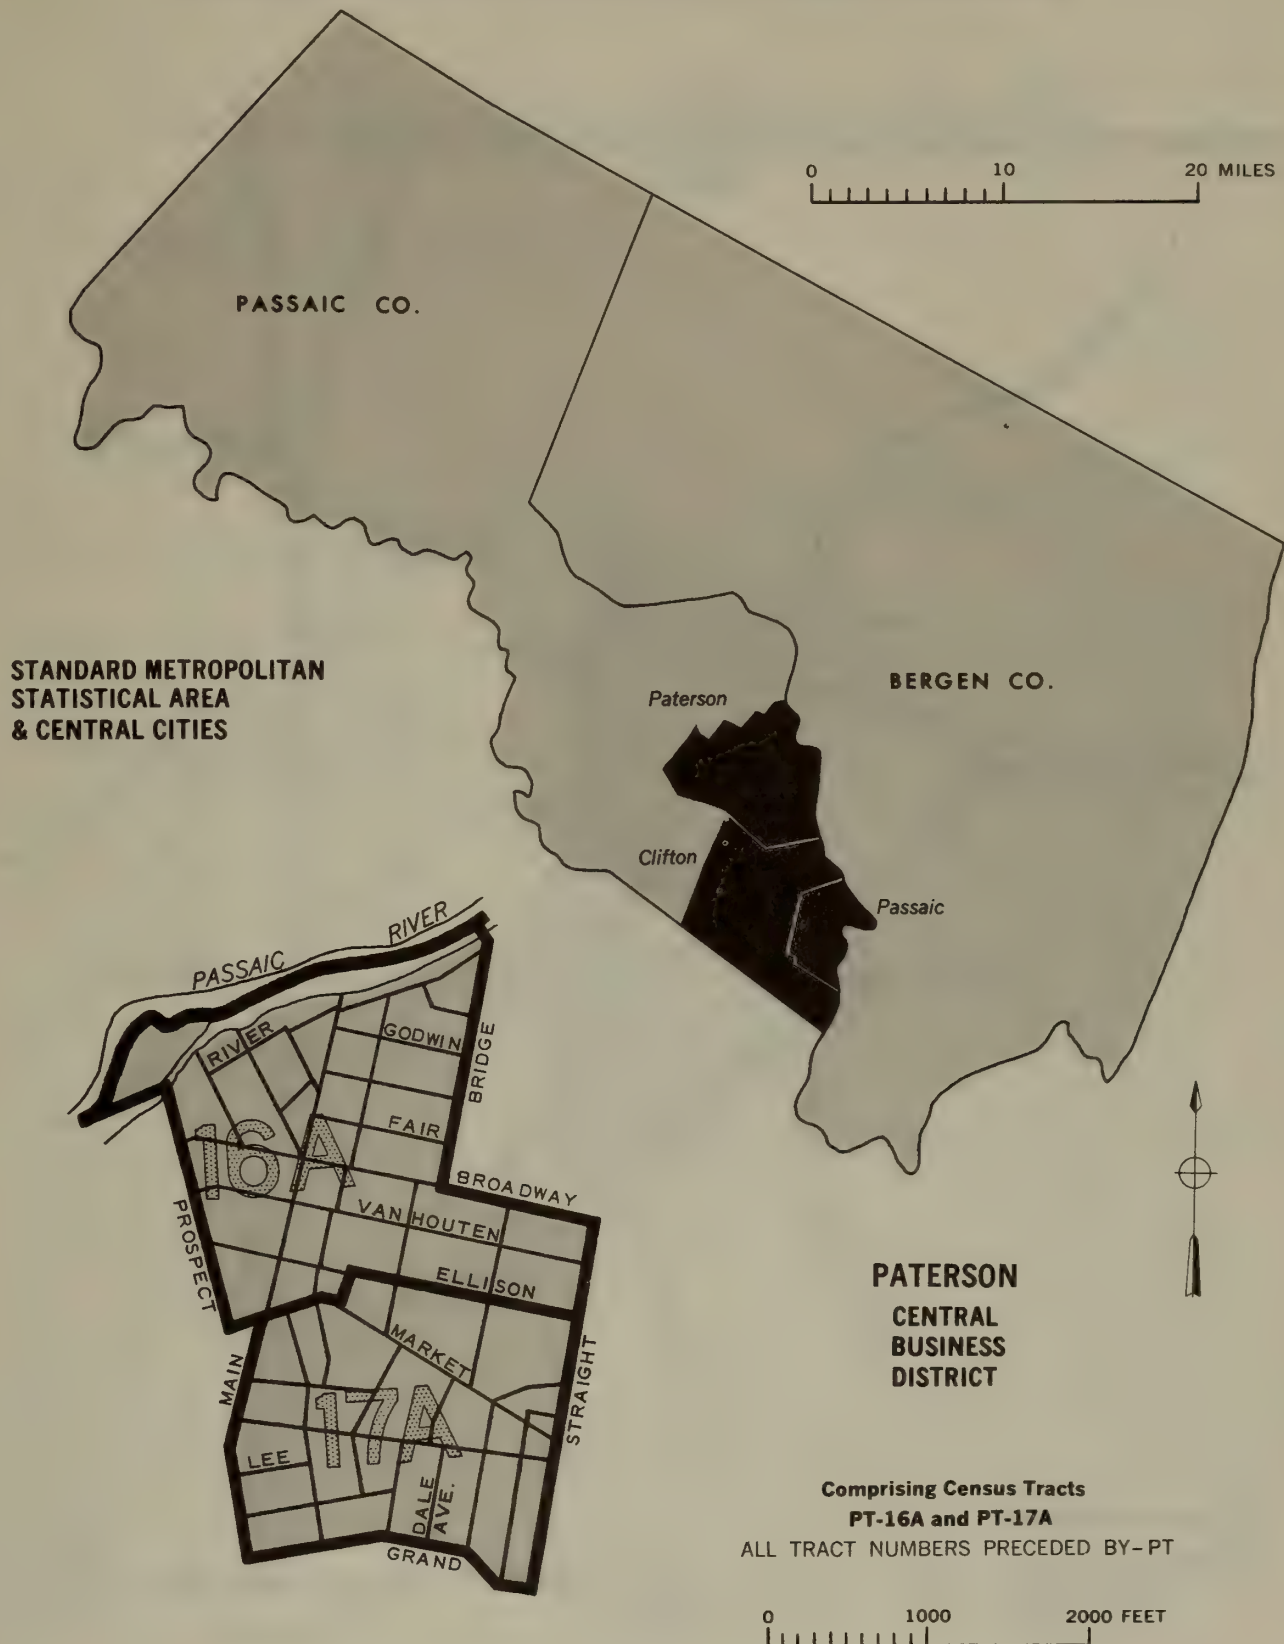 0 10 20 MILES
PASSAIC CO.
STANDARD METROPOLITAN
STATISTICAL AREA
& CENTRAL CITIES
BERGEN CO.
Paterson
Clifton
Passaic
PASSAIC RIVER
RIVER
GODWIN
BRIDGE
FAIR
16A
BROADWAY
VAN HOUTEN
PROSPECT
ELLISON
MARKET
MAIN
STRAIGHT
17A
LEE
DALE
AVE.
GRAND
PATERSON
CENTRAL
BUSINESS
DISTRICT
Comprising Census Tracts
PT-16A and PT-17A
ALL TRACT NUMBERS PRECEDED BY-PT
0 1000 2000 FEET